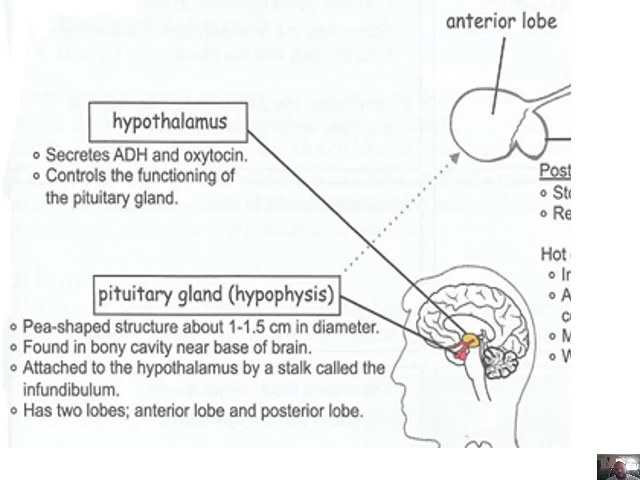 anterior lobe
hypothalamus
Secretes ADH and oxytocin.
Controls the functioning of
the pituitary gland.
pituitary gland (hypophysis)
Pea-shaped structure about 1-1.5 cm in diameter.
Found in bony cavity near base of brain.
Attached to the hypothalamus by a stalk called the
infundibulum.
Has two lobes; anterior lobe and posterior lobe.
Post
Sto
Re
Hot
In
A
c
M
W